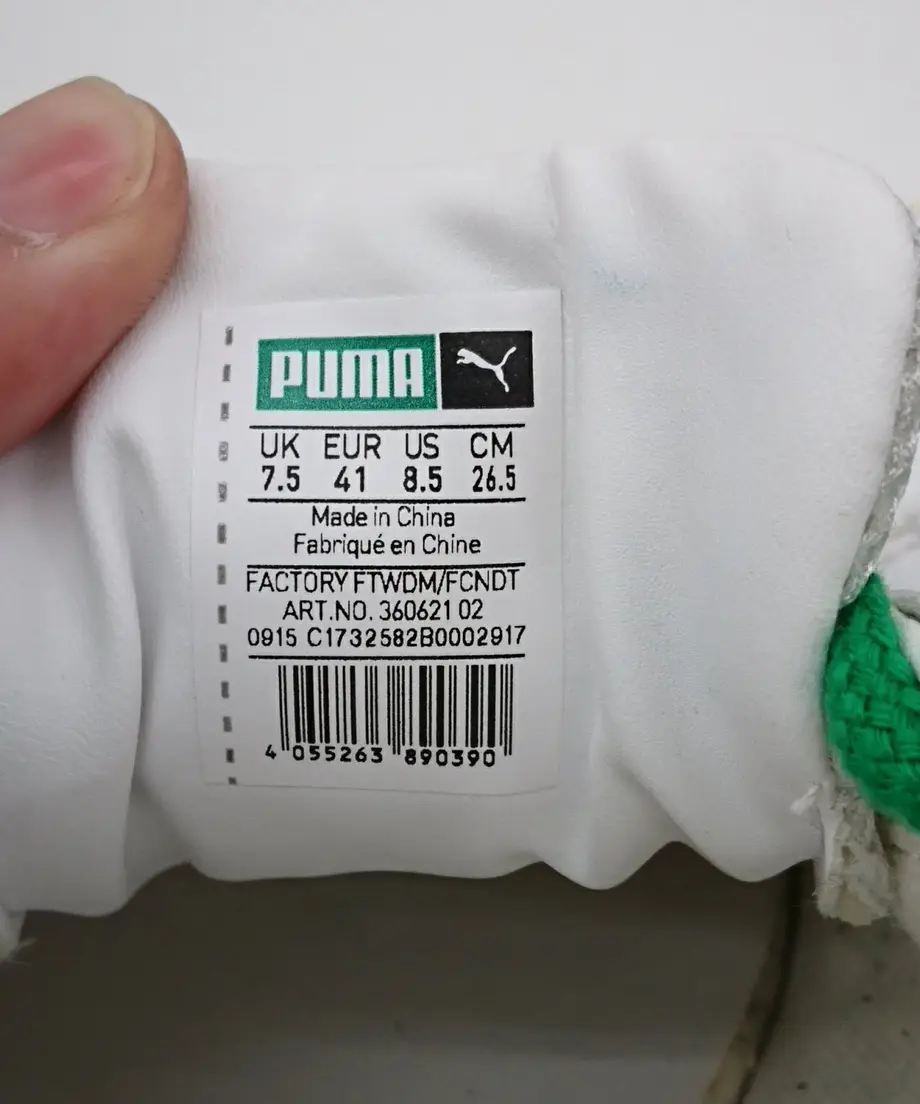 PUMA
UK EUR US CM
7.5 41 8.5 26.5
Made in China
Fabriqué en Chine
FACTORY FTWDM/FCNDT
ART.NO. 360621 02
0915 C1732582B0002917
4 055263 890390